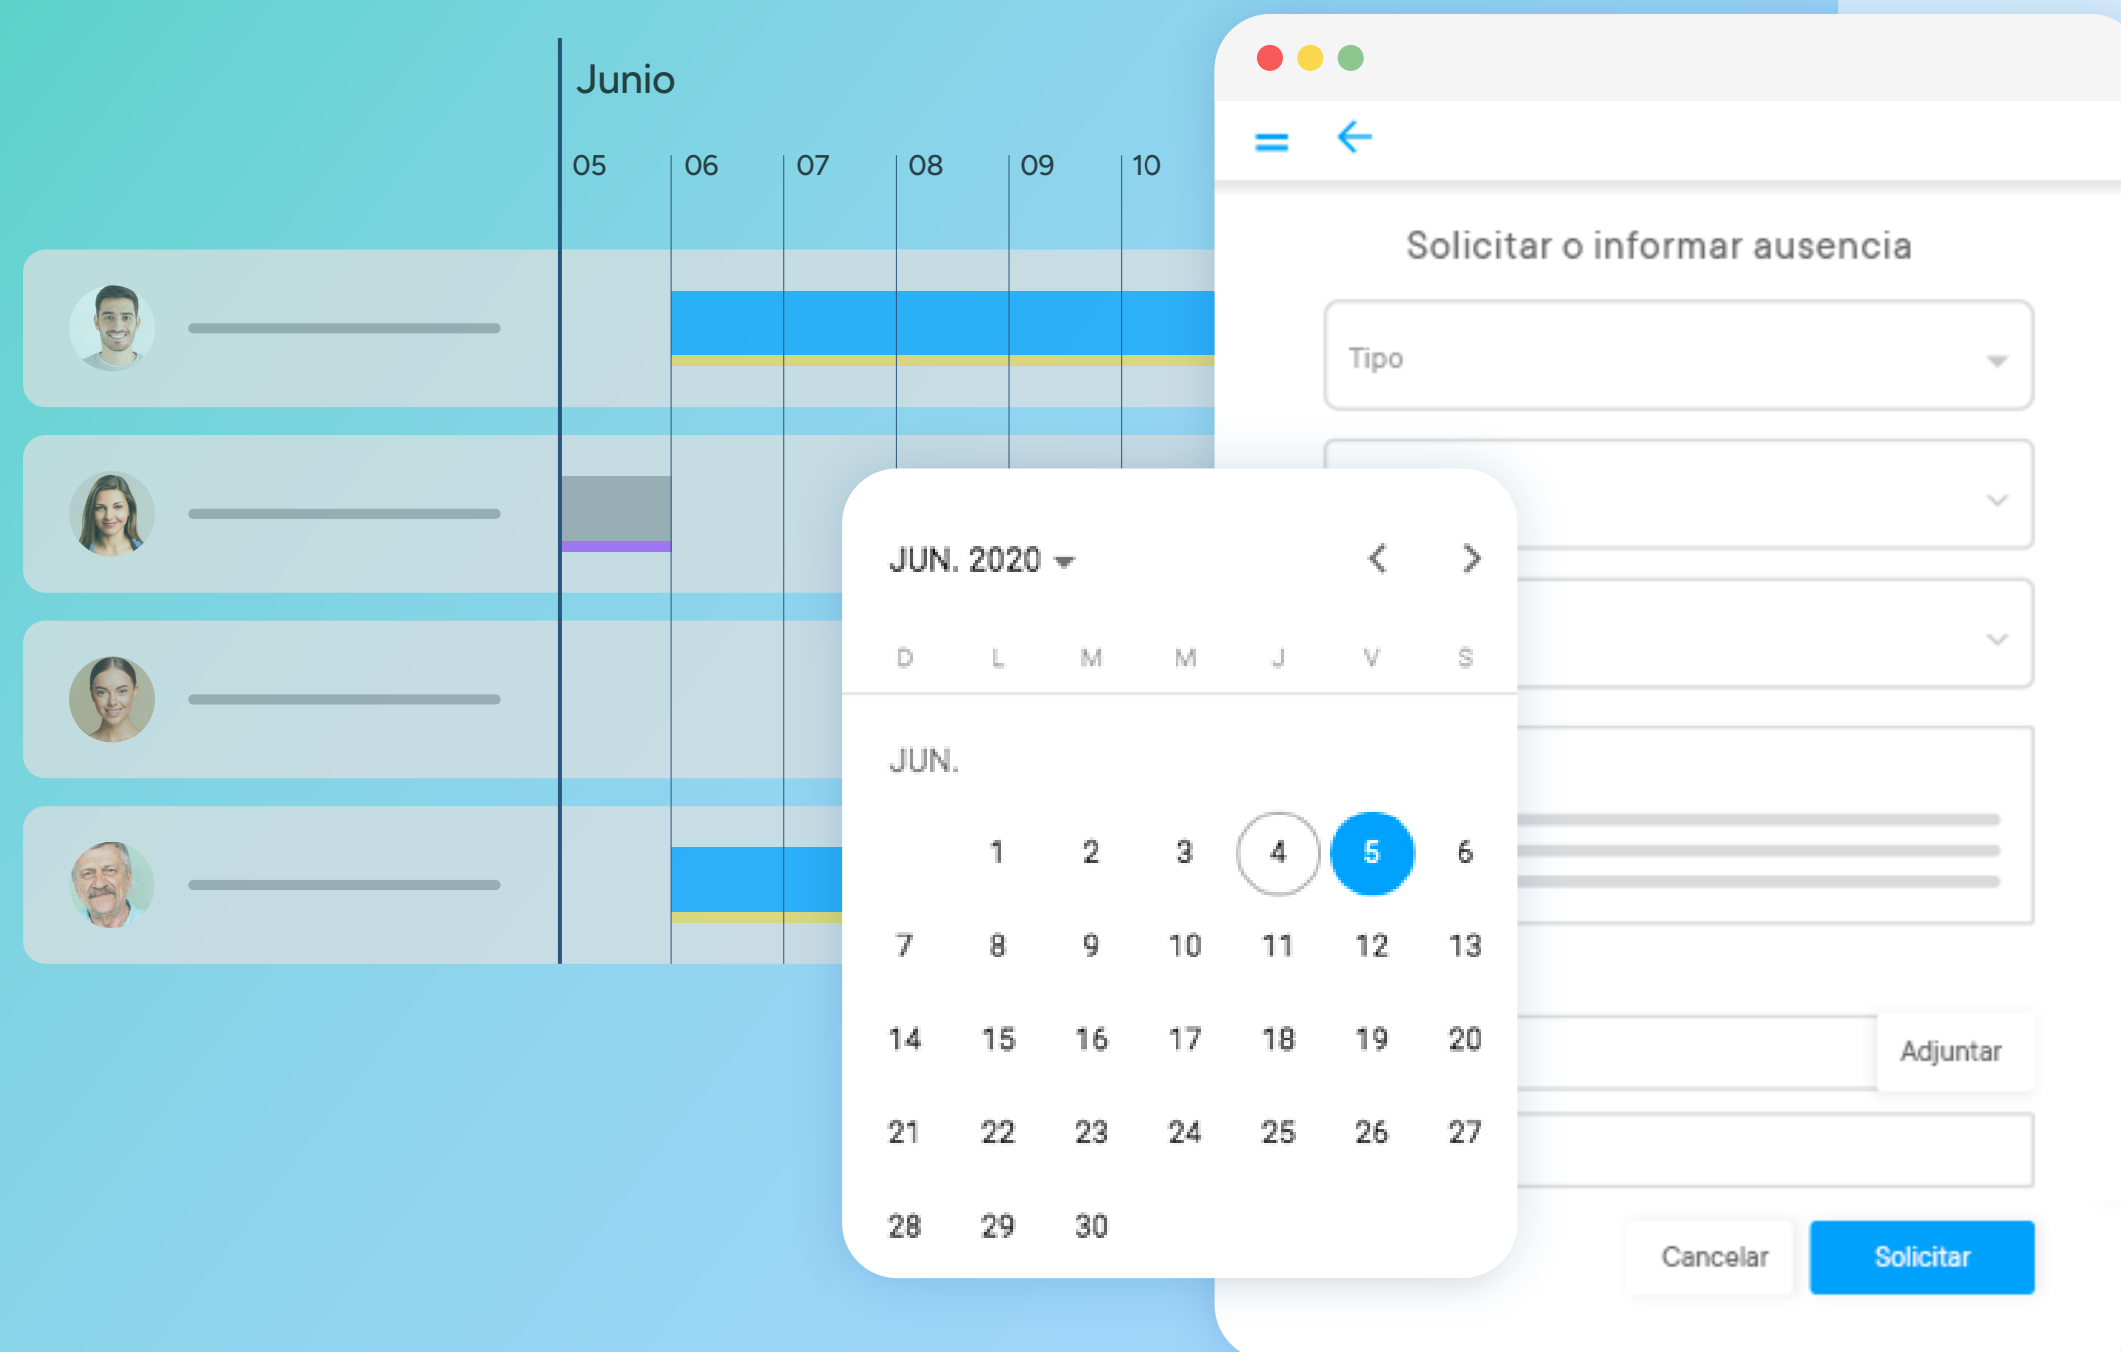 Junio
05 06 07 08 09 10
Solicitar o informar ausencia
Tipo
JUN. 2020
D L M M J V S
JUN.
1 2 3 4 5 6
7 8 9 10 11 12 13
14 15 16 17 18 19 20
21 22 23 24 25 26 27
28 29 30
Adjuntar
Cancelar
Solicitar